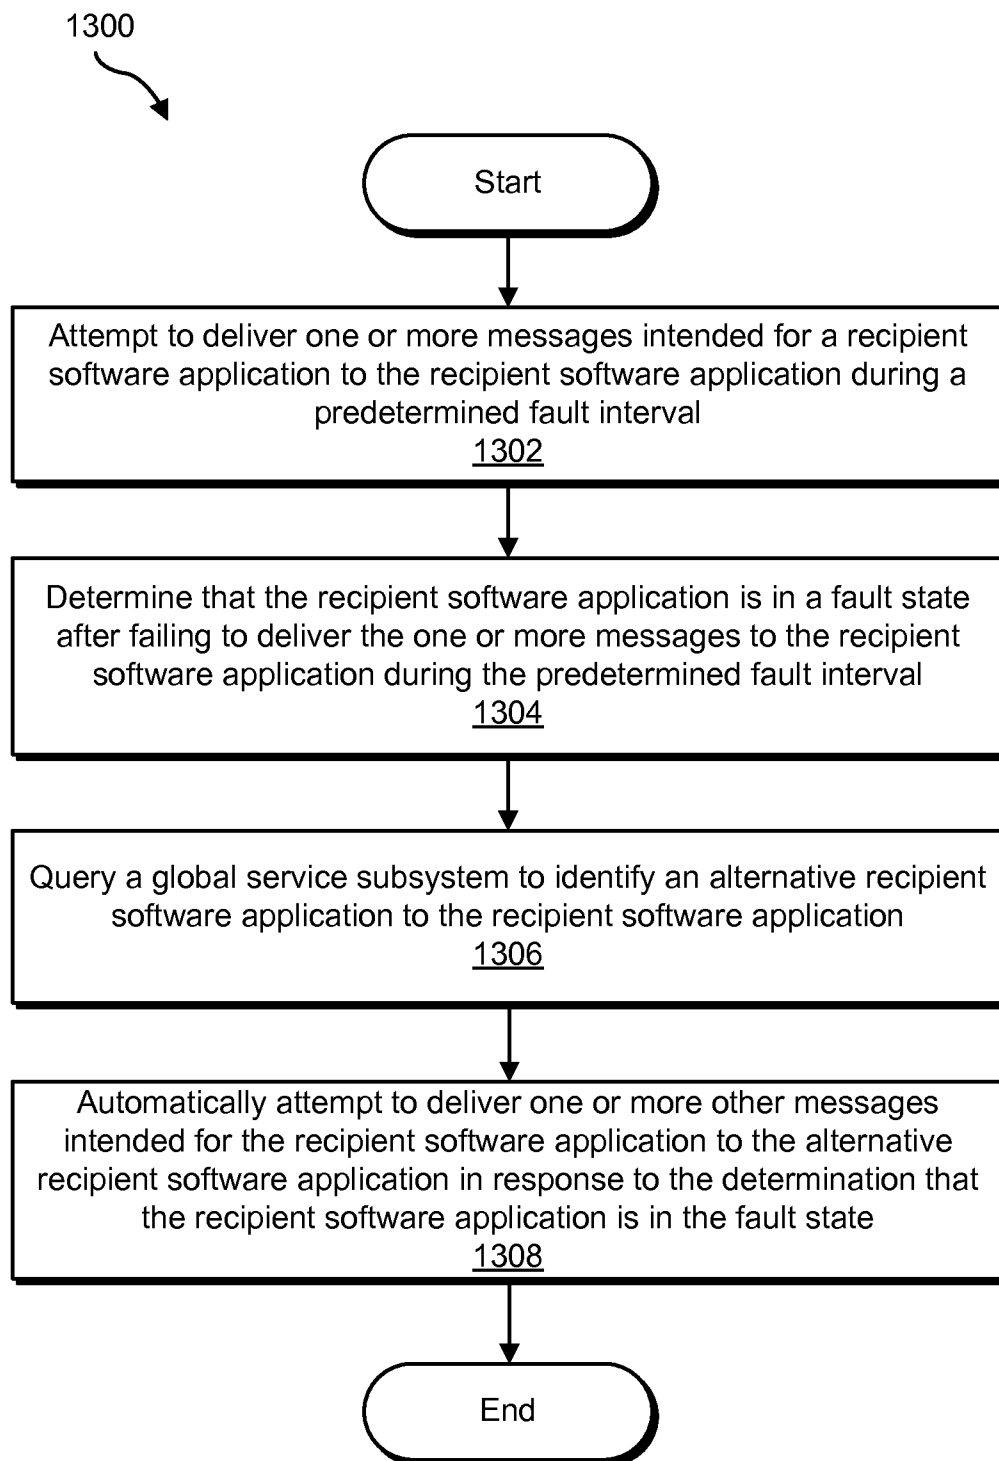 1300
Start
Attempt to deliver one or more messages intended for a recipient
software application to the recipient software application during a
predetermined fault interval
1302
Determine that the recipient software application is in a fault state
after failing to deliver the one or more messages to the recipient
software application during the predetermined fault interval
1304
Query a global service subsystem to identify an alternative recipient
software application to the recipient software application
1306
Automatically attempt to deliver one or more other messages
intended for the recipient software application to the alternative
recipient software application in response to the determination that
the recipient software application is in the fault state
1308
End